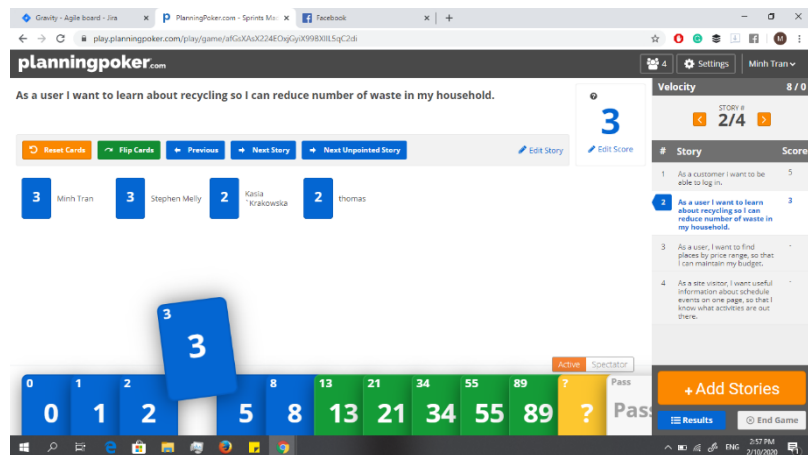 Gravity - Agile board - Jira
PlanningPoker.com - Sprints Ma
Facebook
play.planningpoker.com/play/game/
M
planningpoker.com
4
Settings
Minh Tran
As a user I want to learn about recycling so I can reduce number of waste in my household.
3
Edit Score
Reset Cards
Flip Cards
Previous
Next Story
Next Unpointed Story
Edit Story
3 Minh Tran
3 Stephen Melly
2 Kasia
`Krakowska
2 thomas
Velocity 8 / 0
STORY #
2/4
# Story Score
1 As a customer I want to be 5
able to log in.
2 As a user I want to learn 3
about recycling so I can
reduce number of waste in
my household.
3 As a user, I want to find -
places by price range, so that
I can maintain my budget.
4 As a site visitor, I want useful -
information about schedule
events on one page, so that I
know what activities are out
there.
Active Spectator
0
0
1
1
2
2
3
3
5
8
8
13
13
21
21
34
34
55
55
89
89
?
?
Pass
Pass
+Add Stories
Results
End Game
ENG
2:57 PM
2/10/2020